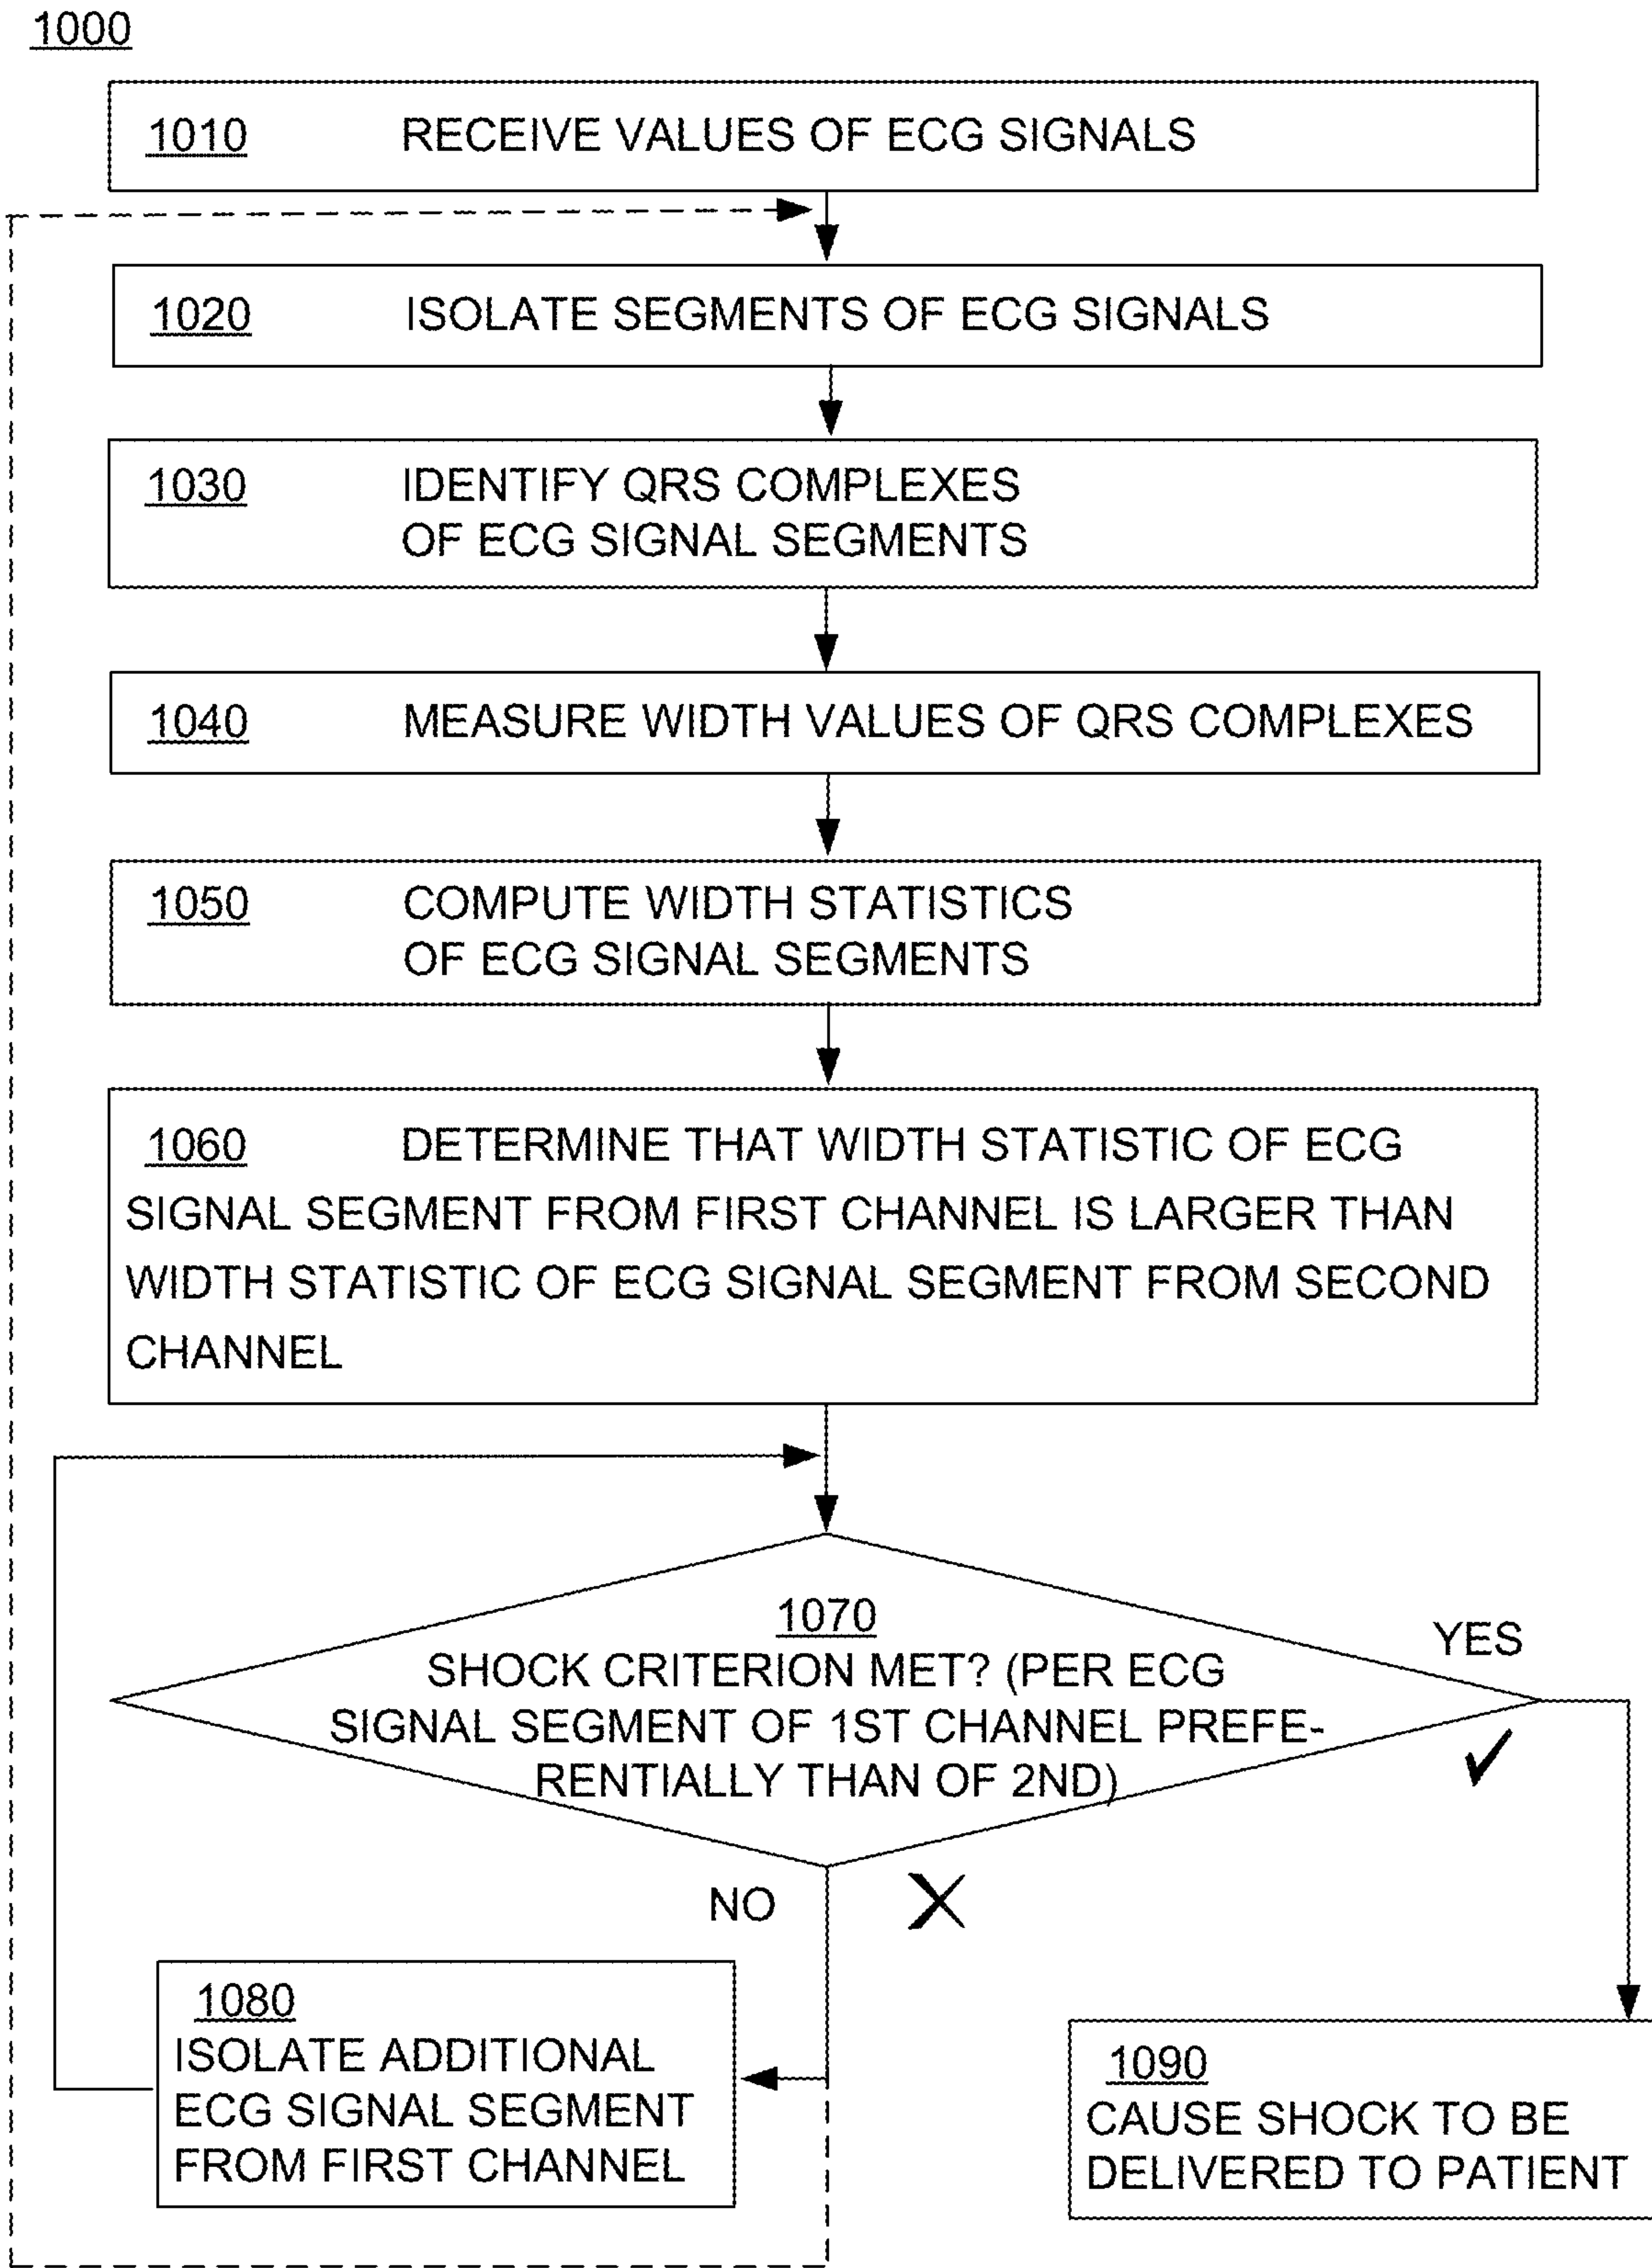 1000
1010 RECEIVE VALUES OF ECG SIGNALS
1020 ISOLATE SEGMENTS OF ECG SIGNALS
1030 IDENTIFY QRS COMPLEXES
OF ECG SIGNAL SEGMENTS
1040 MEASURE WIDTH VALUES OF QRS COMPLEXES
1050 COMPUTE WIDTH STATISTICS
OF ECG SIGNAL SEGMENTS
1060 DETERMINE THAT WIDTH STATISTIC OF ECG
SIGNAL SEGMENT FROM FIRST CHANNEL IS LARGER THAN
WIDTH STATISTIC OF ECG SIGNAL SEGMENT FROM SECOND
CHANNEL
1070
SHOCK CRITERION MET? (PER ECG
SIGNAL SEGMENT OF 1ST CHANNEL PREFE-
RENTIALLY THAN OF 2ND)
YES
NO
1080
ISOLATE ADDITIONAL
ECG SIGNAL SEGMENT
FROM FIRST CHANNEL
1090
CAUSE SHOCK TO BE
DELIVERED TO PATIENT